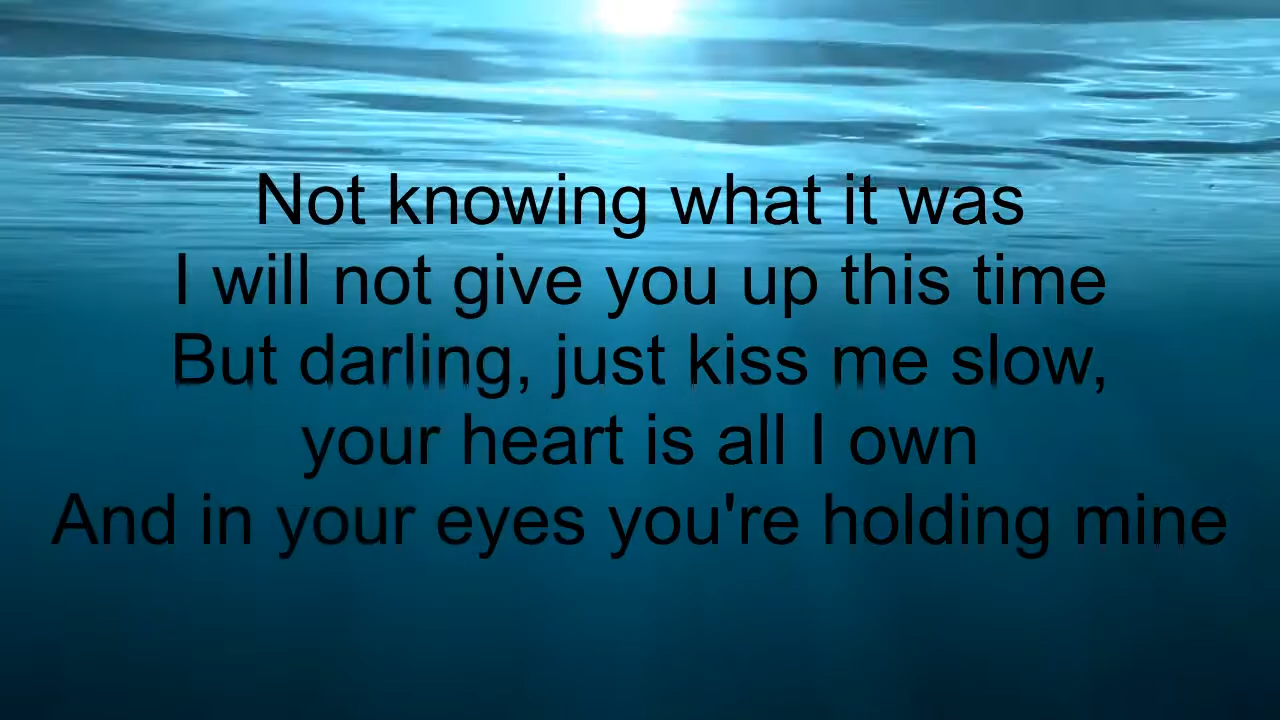 Not knowing what it was
I will not give you up this time
But darling, just kiss me slow,
your heart is all I own
And in your eyes you're holding mine